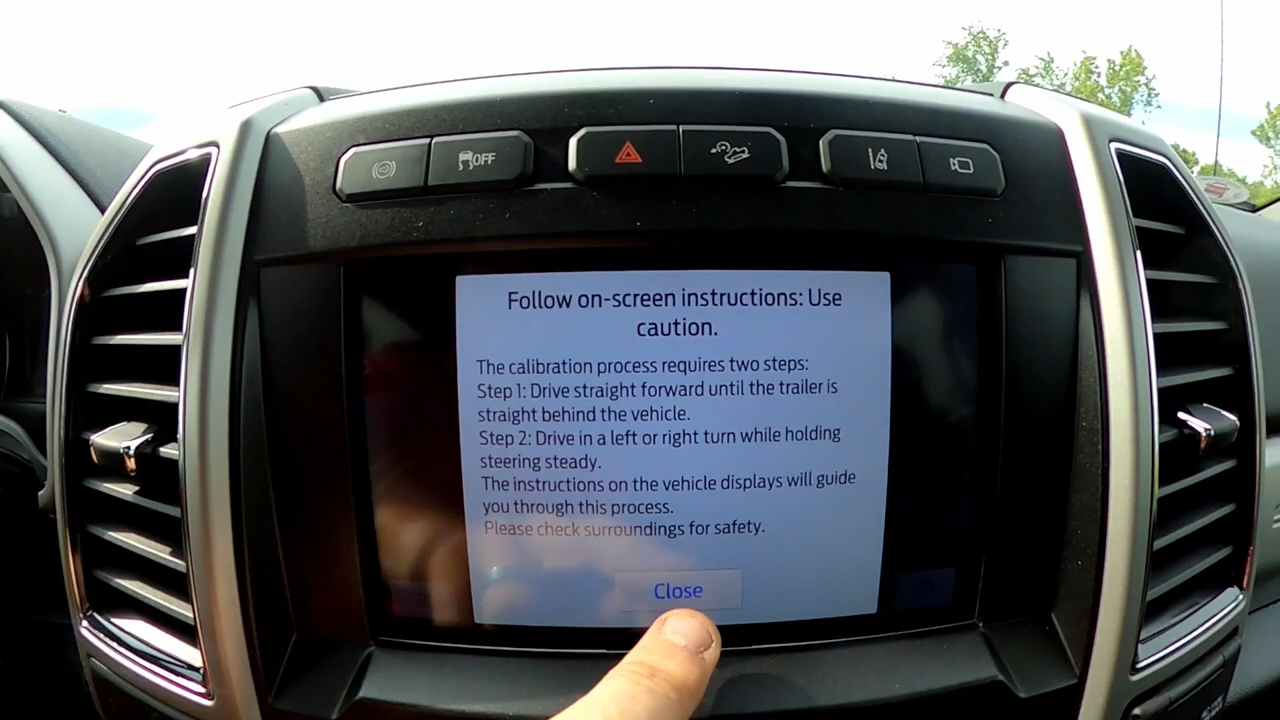 OFF
Follow on-screen instructions: Use
caution.
The calibration process requires two steps:
Step 1: Drive straight forward until the trailer is
straight behind the vehicle.
Step 2: Drive in a left or right turn while holding
steering steady.
The instructions on the vehicle displays will guide
you through this process.
Please check surroundings for safety.
Close